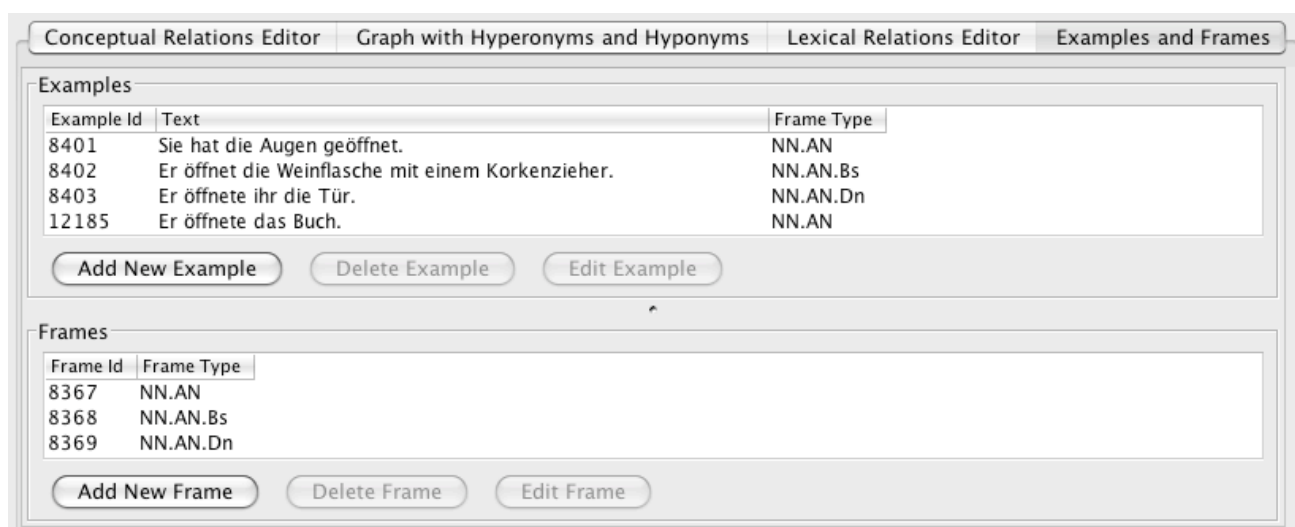 Conceptual Relations Editor Graph with Hyperonyms and Hyponyms Lexical Relations Editor Examples and Frames
Examples
Example Id Text Frame Type
8401 Sie hat die Augen geöffnet. NN.AN
8402 Er öffnet die Weinflasche mit einem Korkenzieher. NN.AN.Bs
8403 Er öffnete ihr die Tür. NN.AN.Dn
12185 Er öffnete das Buch. NN.AN
Add New Example Delete Example Edit Example
Frames
Frame Id Frame Type
8367 NN.AN
8368 NN.AN.Bs
8369 NN.AN.Dn
Add New Frame Delete Frame Edit Frame